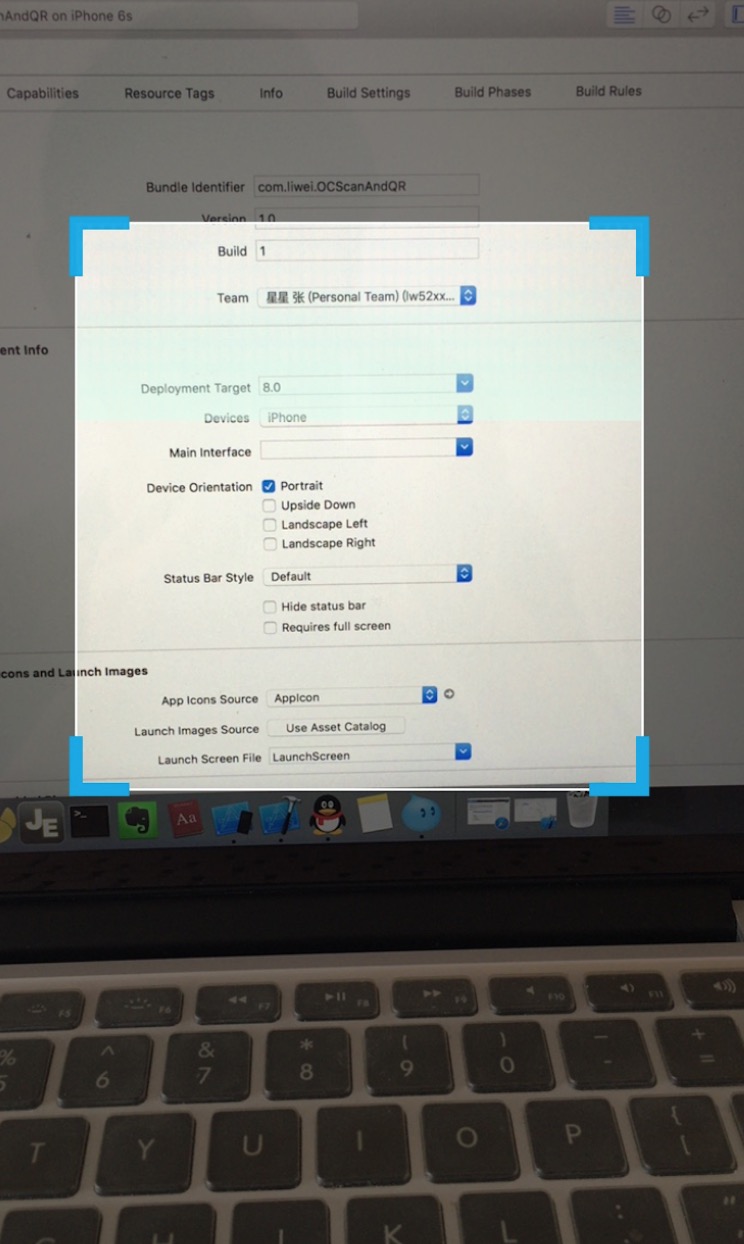 nAndQR on iPhone 6s
Capabilities Resource Tags Info Build Settings Build Phases Build Rules
Bundle Identifier com.liwei.OCScanAndQR
Version 1.0
Build 1
Team 星星 张 (Personal Team) (lw52xx...
ent Info
Deployment Target 8.0
Devices iPhone
Main Interface
Device Orientation Portrait
Upside Down
Landscape Left
Landscape Right
Status Bar Style Default
Hide status bar
Requires full screen
cons and Launch Images
App Icons Source AppIcon
Launch Images Source Use Asset Catalog
Launch Screen File LaunchScreen
JE >_ Aa
F5 F6 F7 F8 F9 F10 F11
% ^ & * ( ) — +
5 6 7 8 9 0 - =
T Y U I O P { [
K L : "